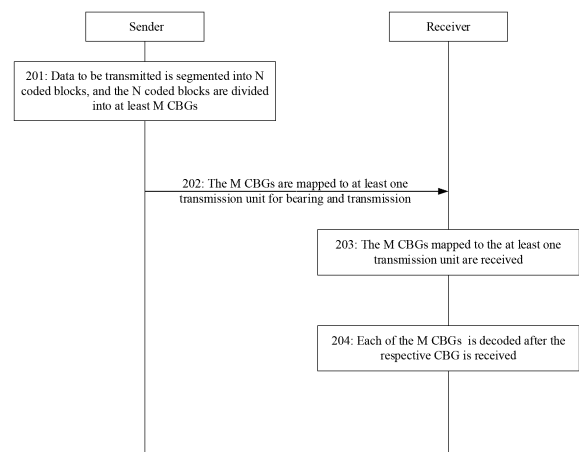 Sender
Receiver
201: Data to be transmitted is segmented into N
coded blocks, and the N coded blocks are divided
into at least M CBGs
202: The M CBGs are mapped to at least one
transmission unit for bearing and transmission
203: The M CBGs mapped to the at least one
transmission unit are received
204: Each of the M CBGs is decoded after the
respective CBG is received